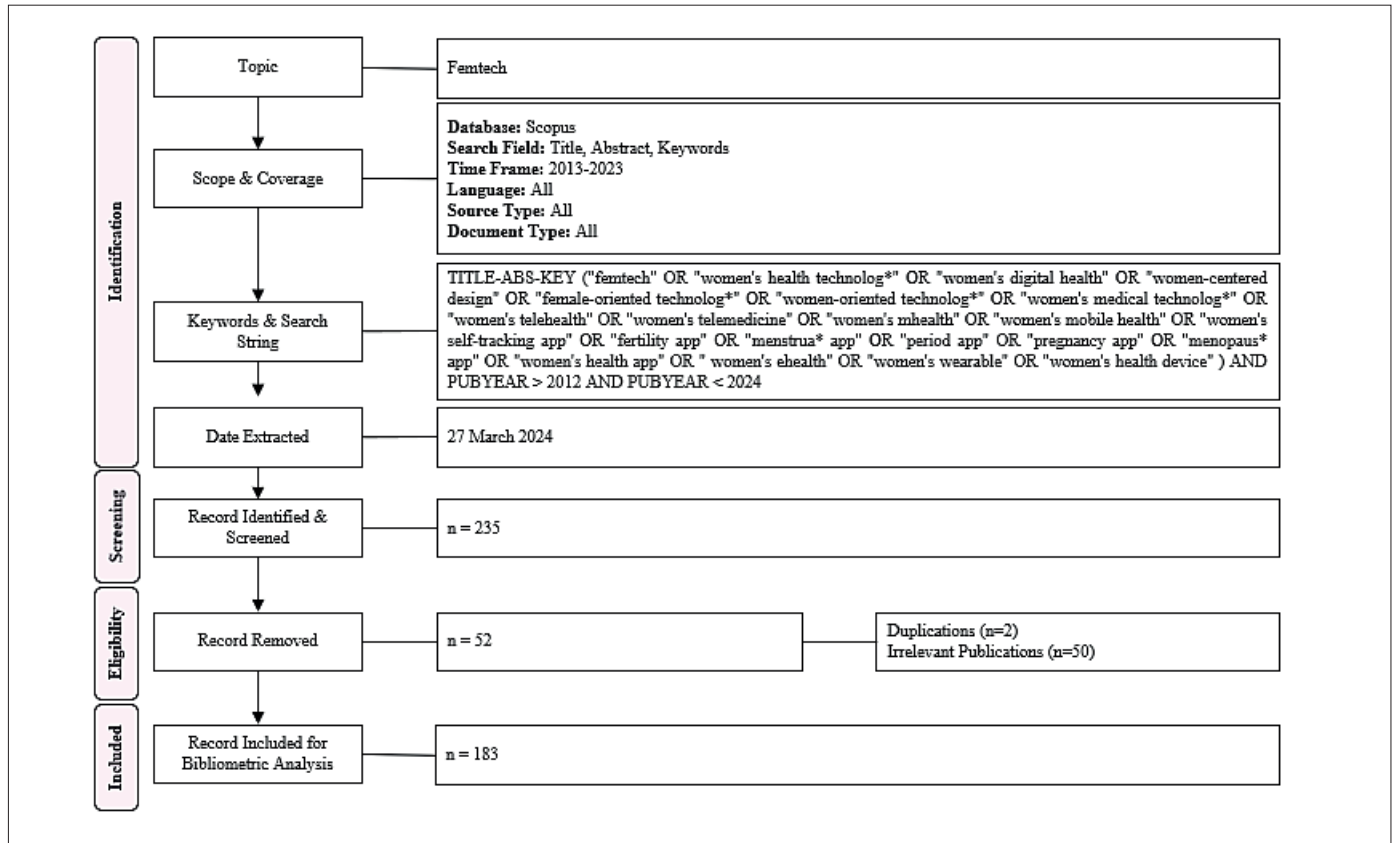 Identification
Topic
Femtech
Scope & Coverage
Database: Scopus
Search Field: Title, Abstract, Keywords
Time Frame: 2013-2023
Language: All
Source Type: All
Document Type: All
Keywords & Search
String
TITLE-ABS-KEY ("femtech" OR "women's health technolog*" OR "women's digital health" OR "women-centered
design" OR "female-oriented technolog*" OR "women-oriented technolog*" OR "women's medical technolog*" OR
"women's telehealth" OR "women's telemedicine" OR "women's mhealth" OR "women's mobile health" OR "women's
self-tracking app" OR "fertility app" OR "menstrua* app" OR "period app" OR "pregnancy app" OR "menopaus*
app" OR "women's health app" OR " women's ehealth" OR "women's wearable" OR "women's health device" ) AND
PUBYEAR > 2012 AND PUBYEAR < 2024
Date Extracted
27 March 2024
Screening
Record Identified &
Screened
n = 235
Eligibility
Record Removed
n = 52
Duplications (n=2)
Irrelevant Publications (n=50)
Included
Record Included for
Bibliometric Analysis
n = 183